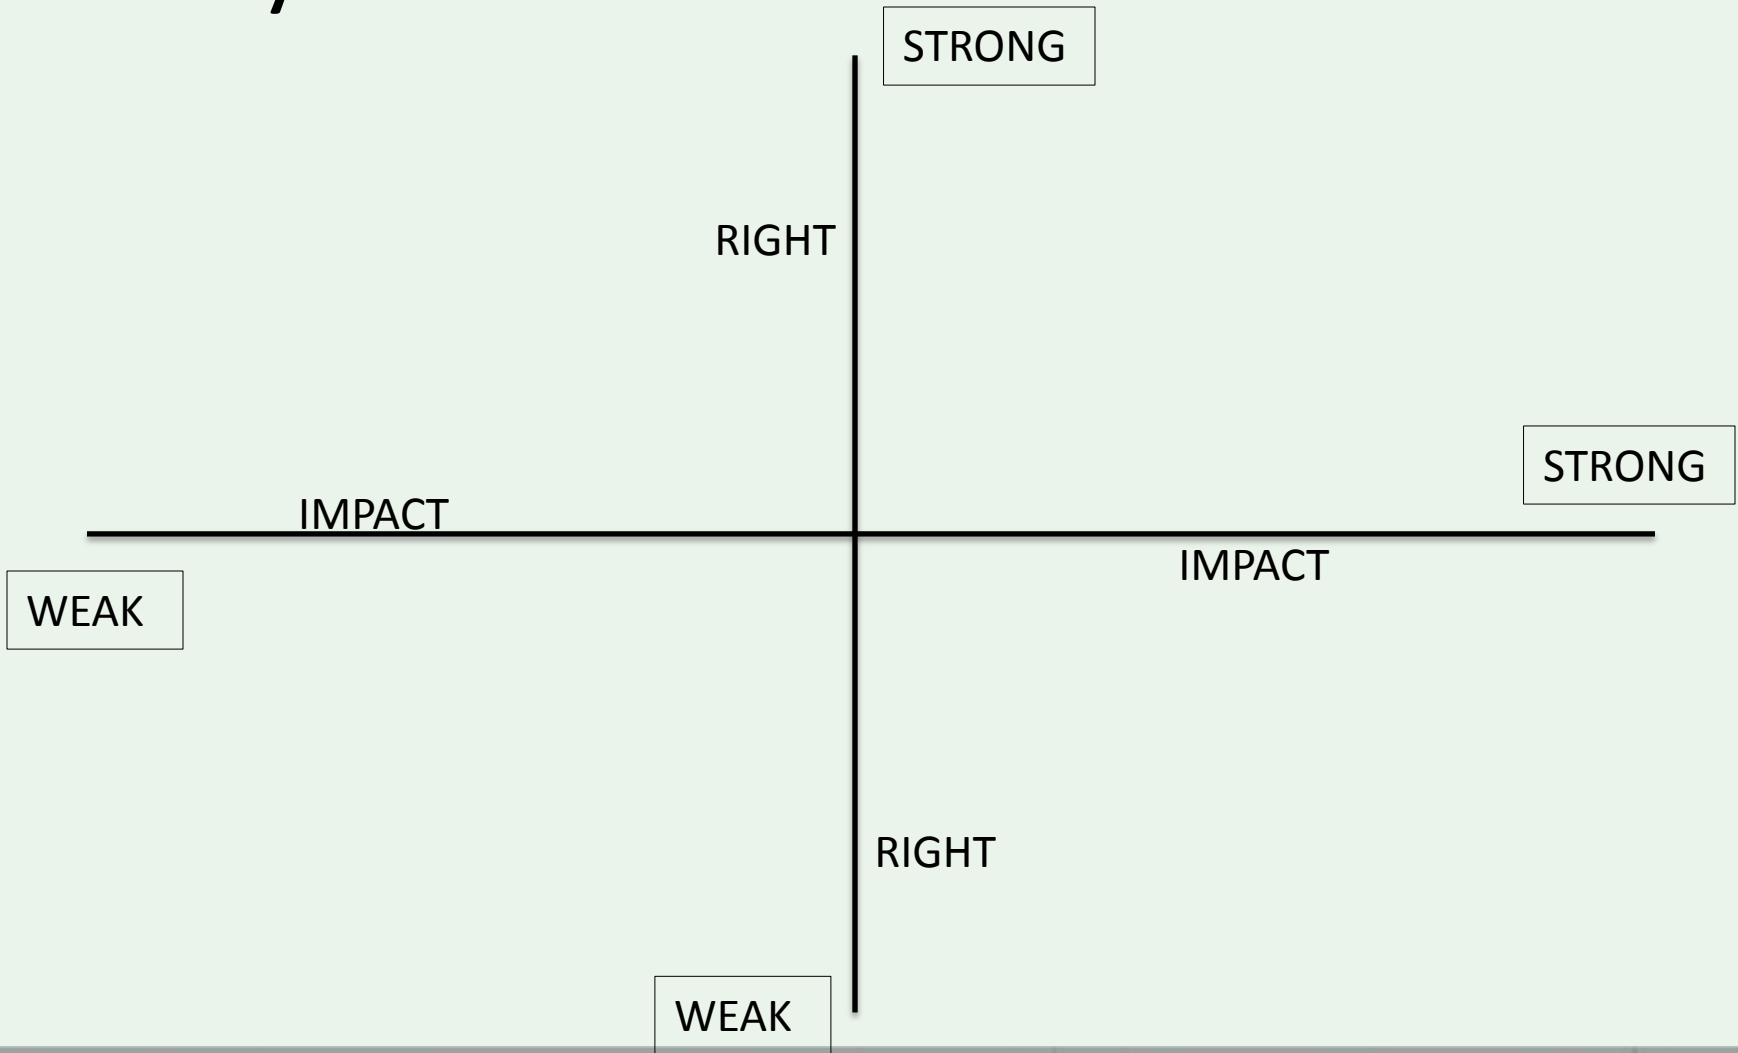 STRONG
RIGHT
STRONG
IMPACT
IMPACT
WEAK
RIGHT
WEAK